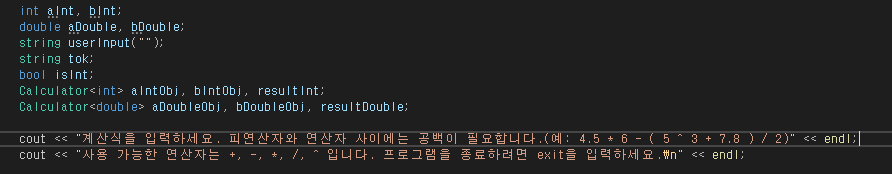 int aInt, bInt;
double aDouble, bDouble;
string userInput("");
string tok;
bool isInt;
Calculator<int> aIntObj, bIntObj, resultInt;
Calculator<double> aDoubleObj, bDoubleObj, resultDouble;
cout << "계산식을 입력하세요. 피연산자와 연산자 사이에는 공백이 필요합니다.(예: 4.5 * 6 - ( 5 ^ 3 + 7.8 ) / 2)" << endl;
cout << "사용 가능한 연산자는 +, -, *, /, ^ 입니다. 프로그램을 종료하려면 exit을 입력하세요.₩n" << endl;